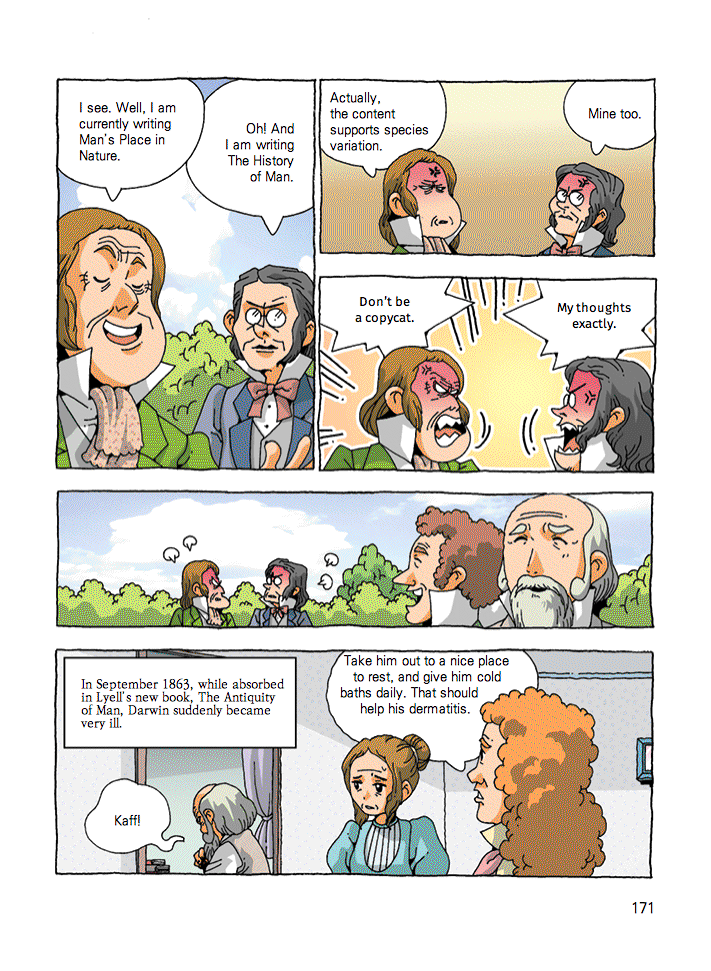 I see. Well, I am
currently writing
Man's Place in
Nature.
Oh! And
I am writing
The History
of Man.
Actually,
the content
supports species
variation.
Mine too.
Don't be
a copycat.
My thoughts
exactly.
In September 1863, while absorbed
in Lyell's new book, The Antiquity
of Man, Darwin suddenly became
very ill.
Take him out to a nice place
to rest, and give him cold
baths daily. That should
help his dermatitis.
Kaff!
171